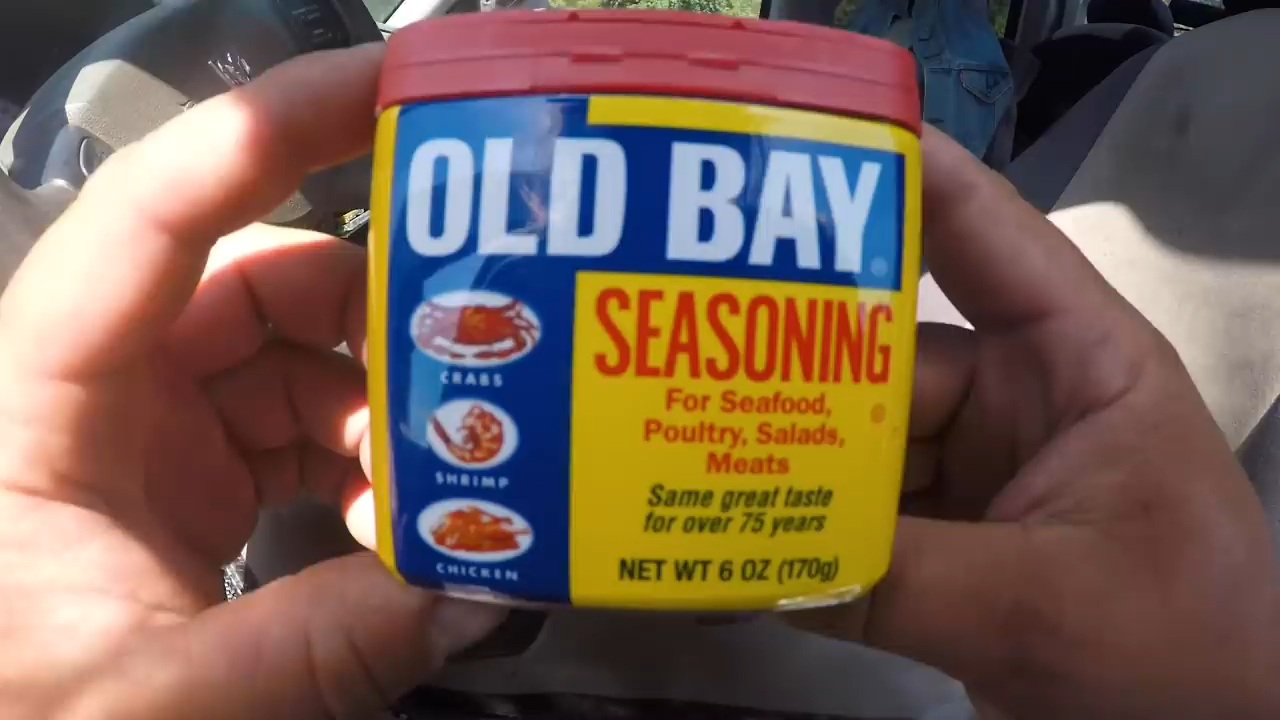 OLD BAY®
SEASONING
For Seafood,
Poultry, Salads,
Meats
Same great taste
for over 75 years
NET WT 6 OZ (170g)
CRABS
SHRIMP
CHICKEN